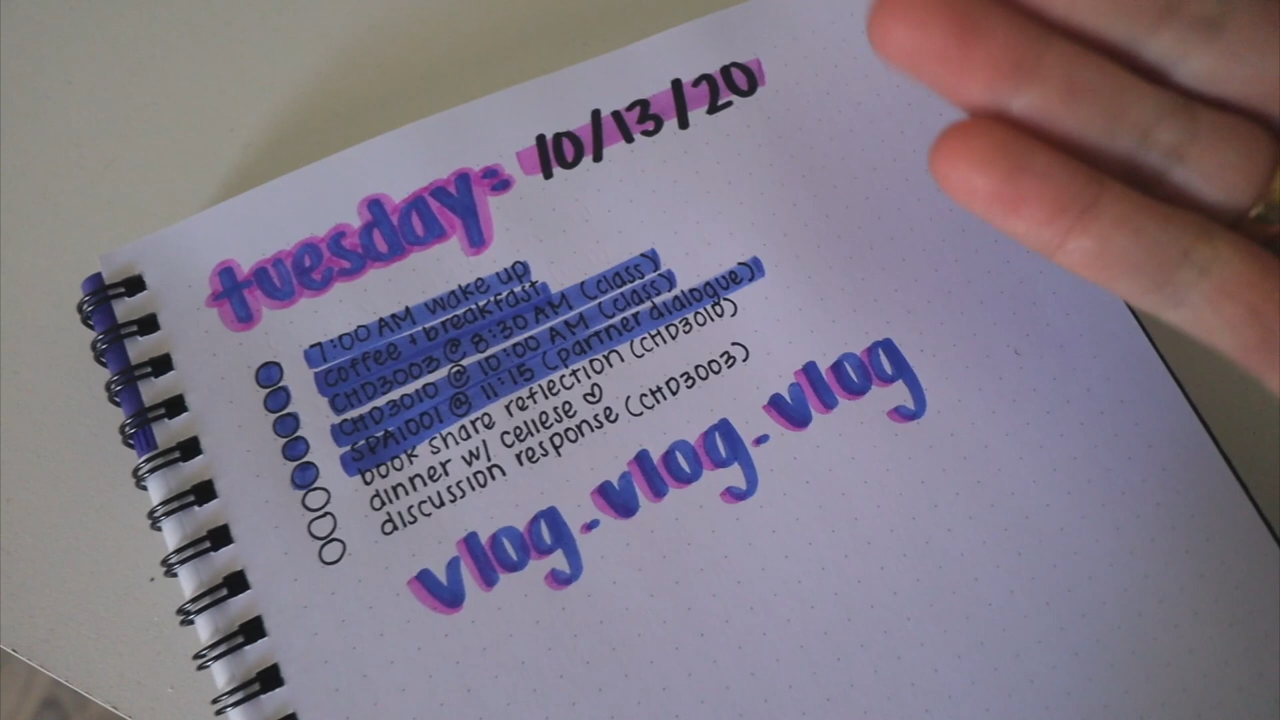 tuesday: 10/13/20
7:00 AM wake up
coffee + breakfast
CHD3003 @ 8:30 AM (class)
CHD3010 @ 10:00 AM (class)
SPA1001 @ 11:15 (partner dialogue)
book share reflection (CHD3010)
dinner w/ cellese ♡
discussion response (CHD3003)
vlog.vlog.vlog